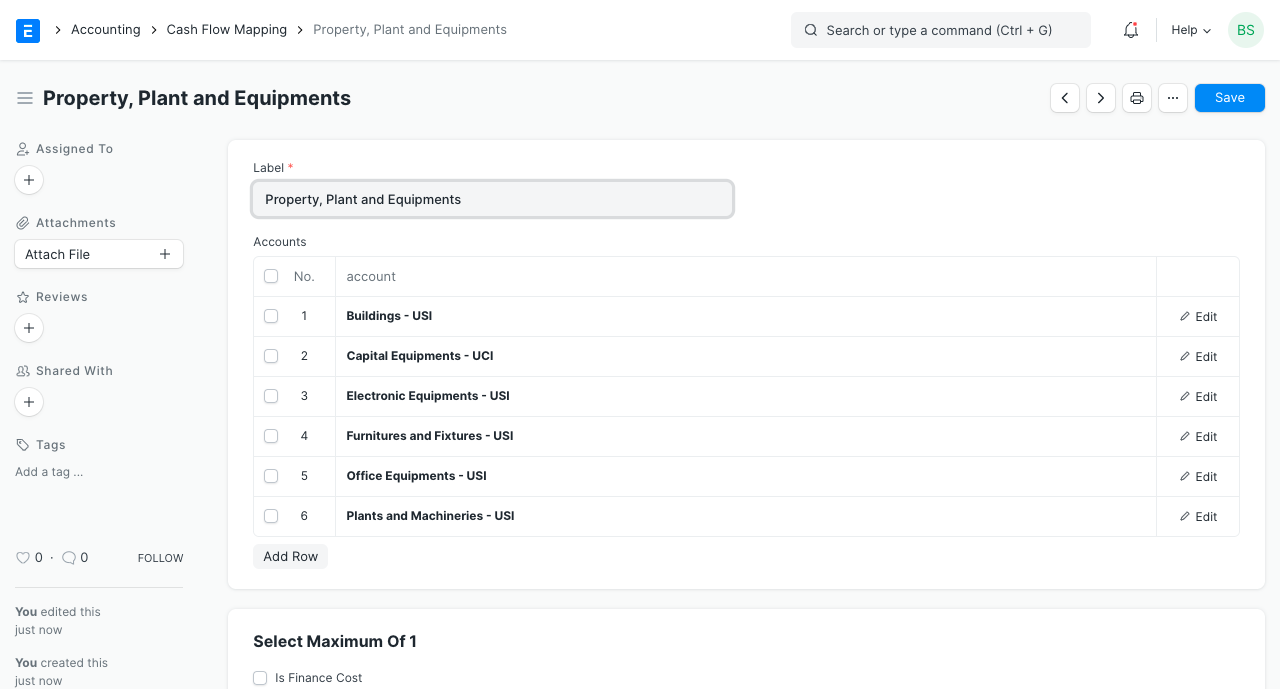 Accounting
Cash Flow Mapping
Property, Plant and Equipments
Search or type a command (Ctrl + G)
Help
BS
Property, Plant and Equipments
Save
Assigned To
Attachments
Attach File
Reviews
Shared With
Tags
Add a tag ...
0 · 0 FOLLOW
You edited this
just now
You created this
just now
Label *
Property, Plant and Equipments
Accounts
No. account
1 Buildings - USI Edit
2 Capital Equipments - UCI Edit
3 Electronic Equipments - USI Edit
4 Furnitures and Fixtures - USI Edit
5 Office Equipments - USI Edit
6 Plants and Machineries - USI Edit
Add Row
Select Maximum Of 1
Is Finance Cost